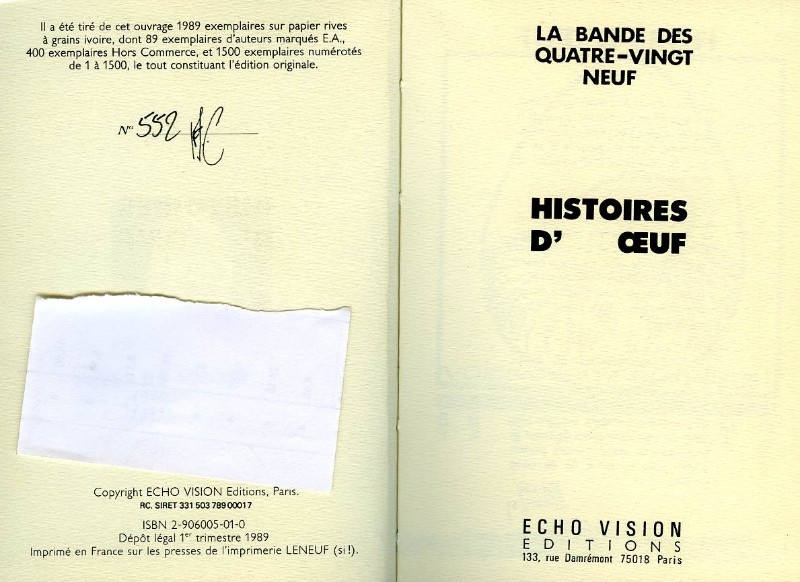 Il a été tiré de cet ouvrage 1989 exemplaires sur papier rives
à grains ivoire, dont 89 exemplaires d'auteurs marqués E.A.,
400 exemplaires Hors Commerce, et 1500 exemplaires numérotés
de 1 à 1500, le tout constituant l'édition originale.
N° 552
Copyright ECHO VISION Editions, Paris.
RC. SIRET 331 503 789 00017
ISBN 2-906005-01-0
Dépôt légal 1er trimestre 1989
Imprimé en France sur les presses de l'imprimerie LENEUF (si !).
LA BANDE DES
QUATRE-VINGT
NEUF
HISTOIRES
D' ŒUF
ECHO VISION
EDITIONS
133, rue Damrémont 75018 Paris